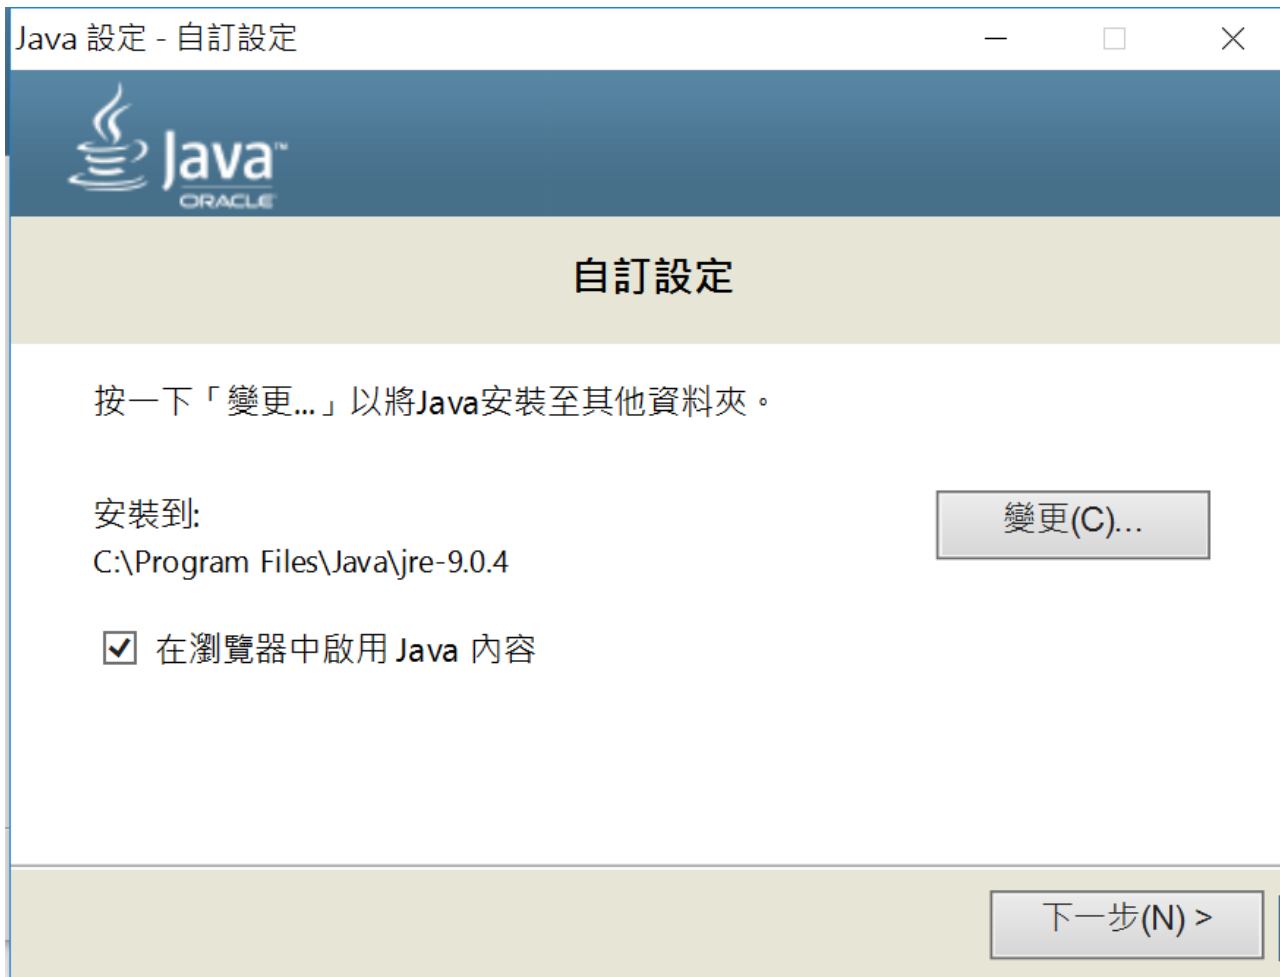 Java 設定 - 自訂設定
Java™
ORACLE
自訂設定
按一下「變更...」以將Java安裝至其他資料夾。
安裝到:
變更(C)...
C:\Program Files\Java\jre-9.0.4
在瀏覽器中啟用 Java 內容
下一步(N) >